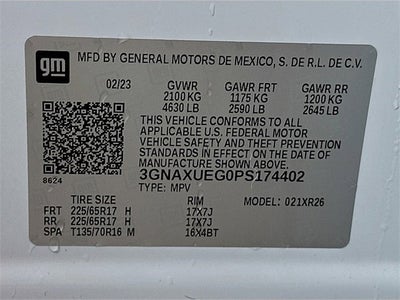 gm
MFD BY GENERAL MOTORS DE MEXICO, S. DE R.L. DE C.V.
02/23 GVWR GAWR FRT GAWR RR
2100 KG 1175 KG 1200 KG
4630 LB 2590 LB 2645 LB
THIS VEHICLE CONFORMS TO ALL
APPLICABLE U.S. FEDERAL MOTOR
VEHICLE SAFETY AND THEFT PREVENTION
STANDARDS IN EFFECT ON THE DATE OF
MANUFACTURE SHOWN ABOVE.
3GNAXUEG0PS174402
8624 TYPE: MPV
TIRE SIZE RIM MODEL: 021XR26
FRT 225/65R17 H 17X7J
RR 225/65R17 H 17X7J
SPA T135/70R16 M 16X4BT